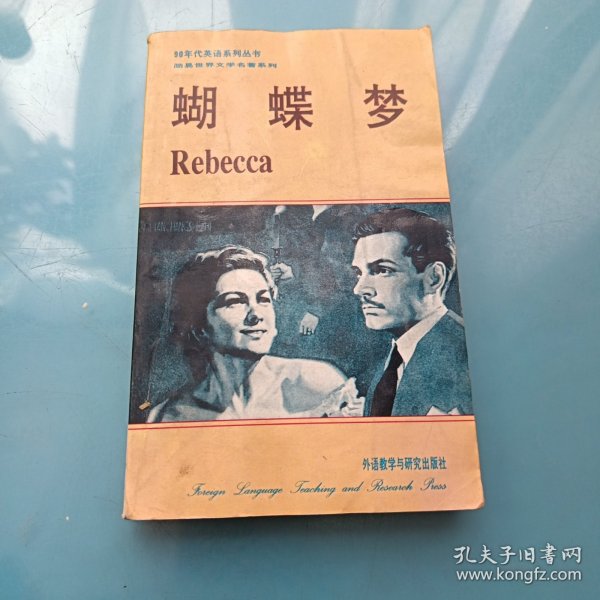 90年代英语系列丛书
简易世界文学名著系列
蝴蝶梦
Rebecca
外语教学与研究出版社
Foreign Language Teaching and Research Press
孔夫子旧书网
www.kongfz.com